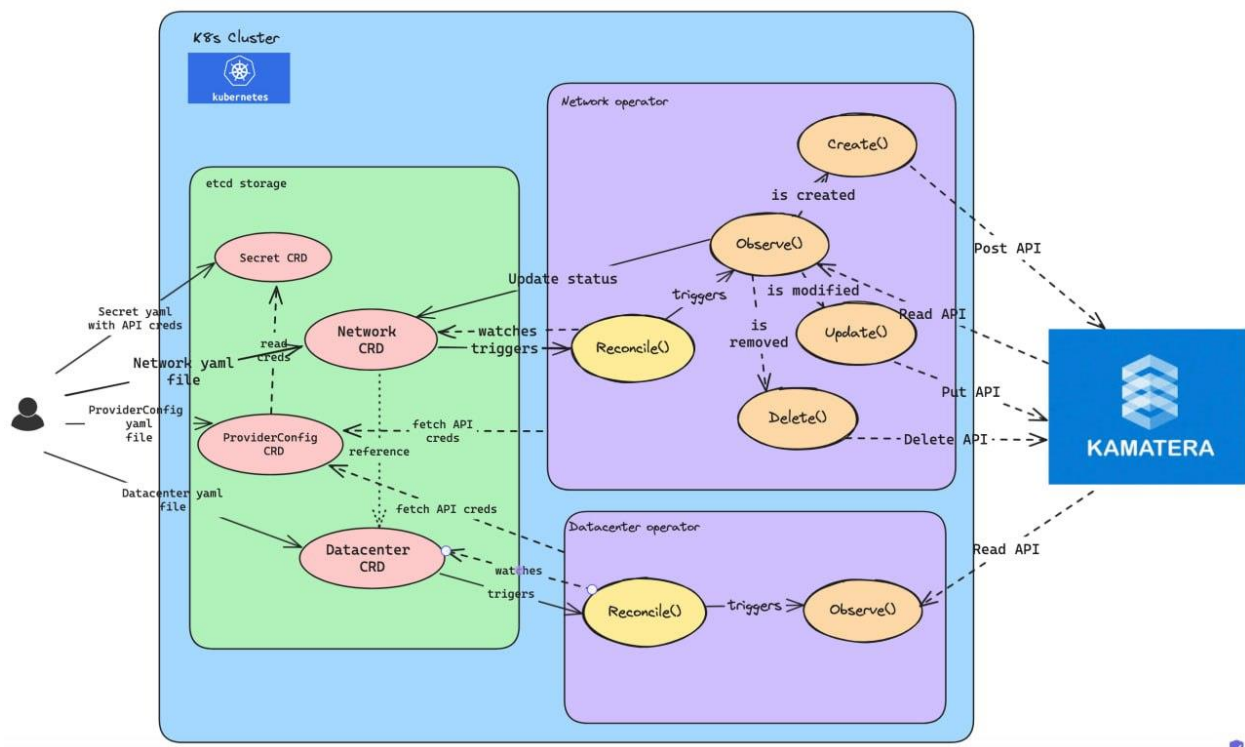 K8s Cluster
kubernetes
Network operator
Create()
is created
etcd storage
Observe()
Post API
Secret CRD
Update status
triggers
is modified
Secret yaml
with API creds
Read API
Network
CRD
watches
triggers
is
removed
Update()
Reconcile()
read
creds
Network yaml
file
Put API
ProviderConfig
yaml
file
fetch API
creds
Delete()
Delete API
KAMATERA
ProviderConfig
CRD
reference
Datacenter yaml
file
fetch API creds
Datacenter operator
Datacenter
CRD
watches
trigers
Read API
Reconcile()
triggers
Observe()